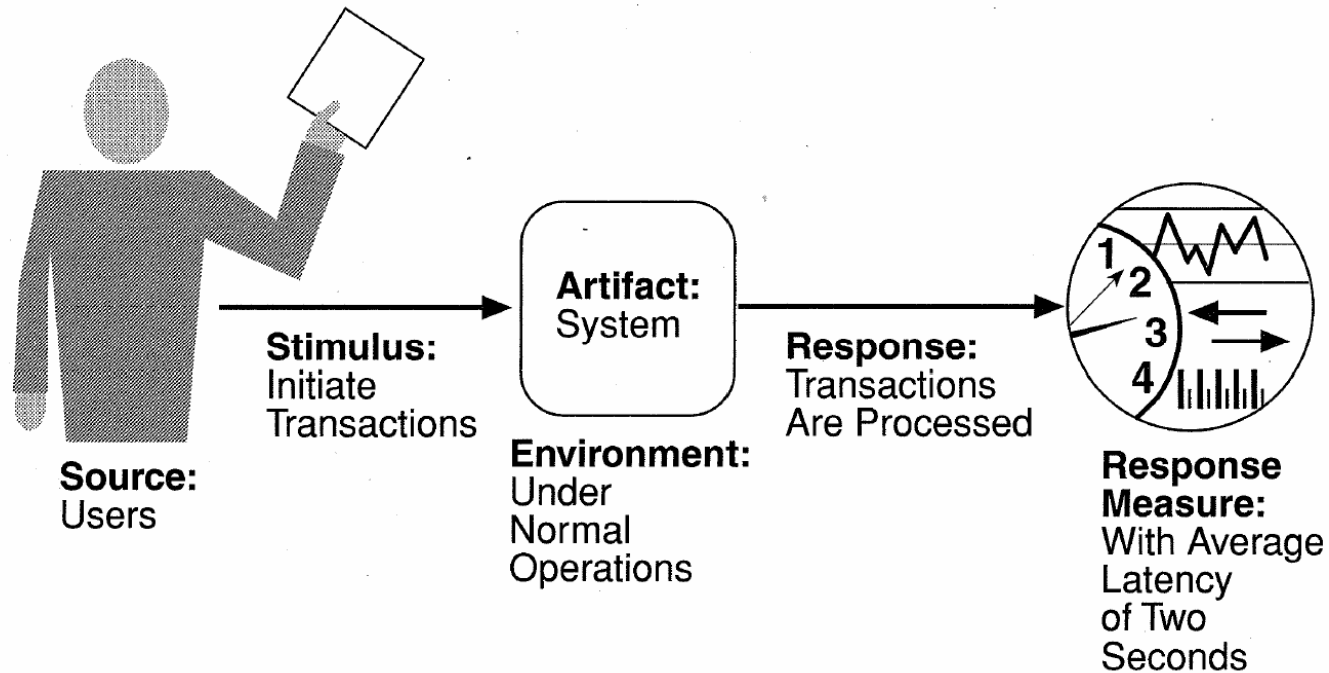 Source:
Users
Stimulus:
Initiate
Transactions
Artifact:
System
Environment:
Under
Normal
Operations
Response:
Transactions
Are Processed
1
2
3
4
Response
Measure:
With Average
Latency
of Two
Seconds